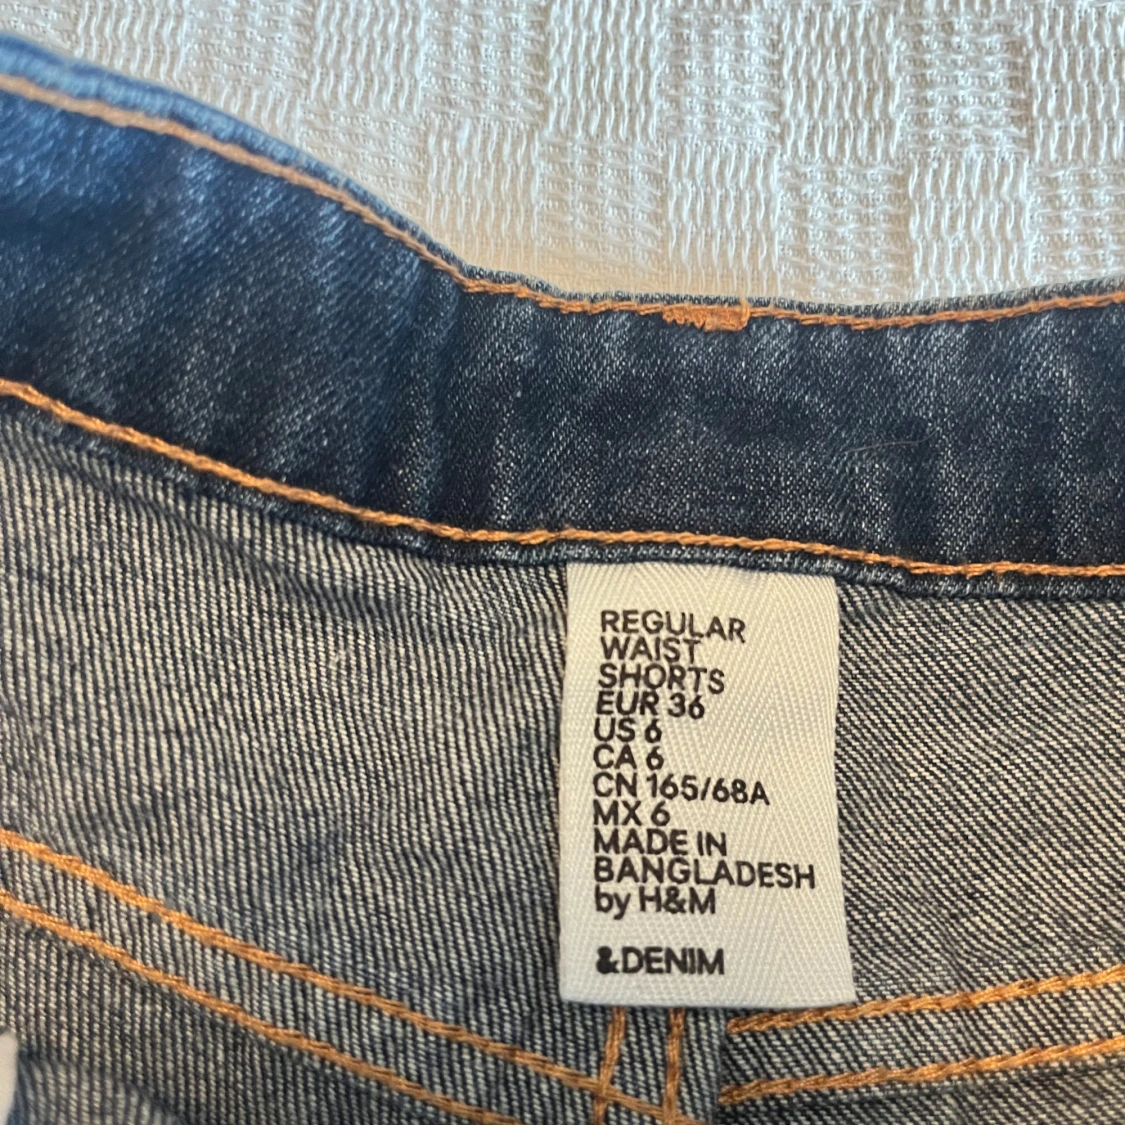 REGULAR
WAIST
SHORTS
EUR 36
US 6
CA 6
CN 165/68A
MX 6
MADE IN
BANGLADESH
by H&M
&DENIM